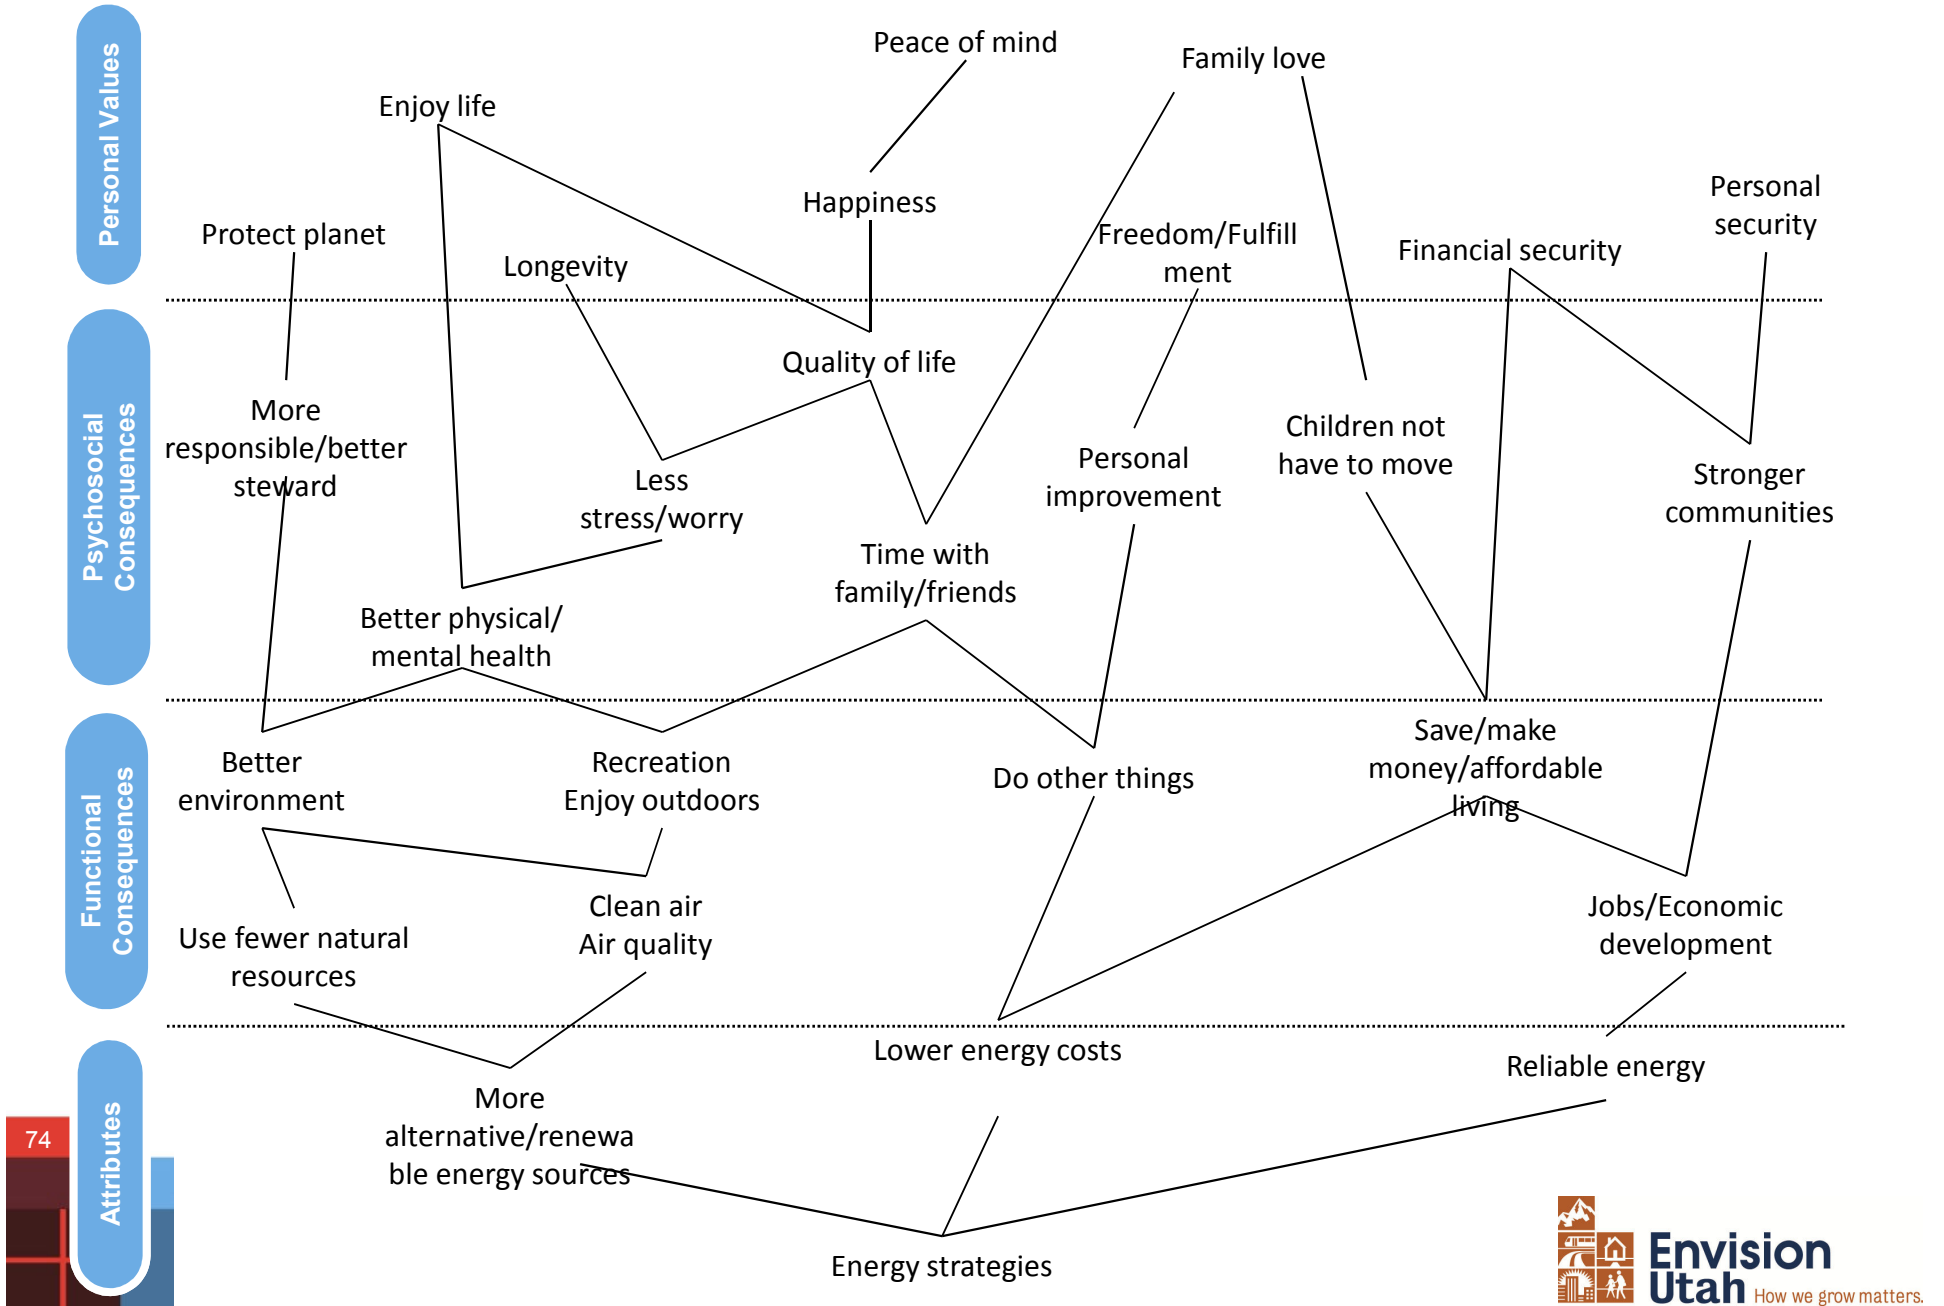 Personal Values
Peace of mind
Family love
Enjoy life
Personal
security
Happiness
Protect planet
Freedom/Fulfill
ment
Financial security
Longevity
Psychosocial
Consequences
Quality of life
More
responsible/better
steward
Children not
have to move
Personal
improvement
Less
stress/worry
Stronger
communities
Time with
family/friends
Better physical/
mental health
Functional
Consequences
Save/make
money/affordable
living
Better
environment
Recreation
Enjoy outdoors
Do other things
Clean air
Air quality
Jobs/Economic
development
Use fewer natural
resources
Attributes
Lower energy costs
Reliable energy
More
alternative/renewa
ble energy sources
74
Energy strategies
Envision
Utah How we grow matters.